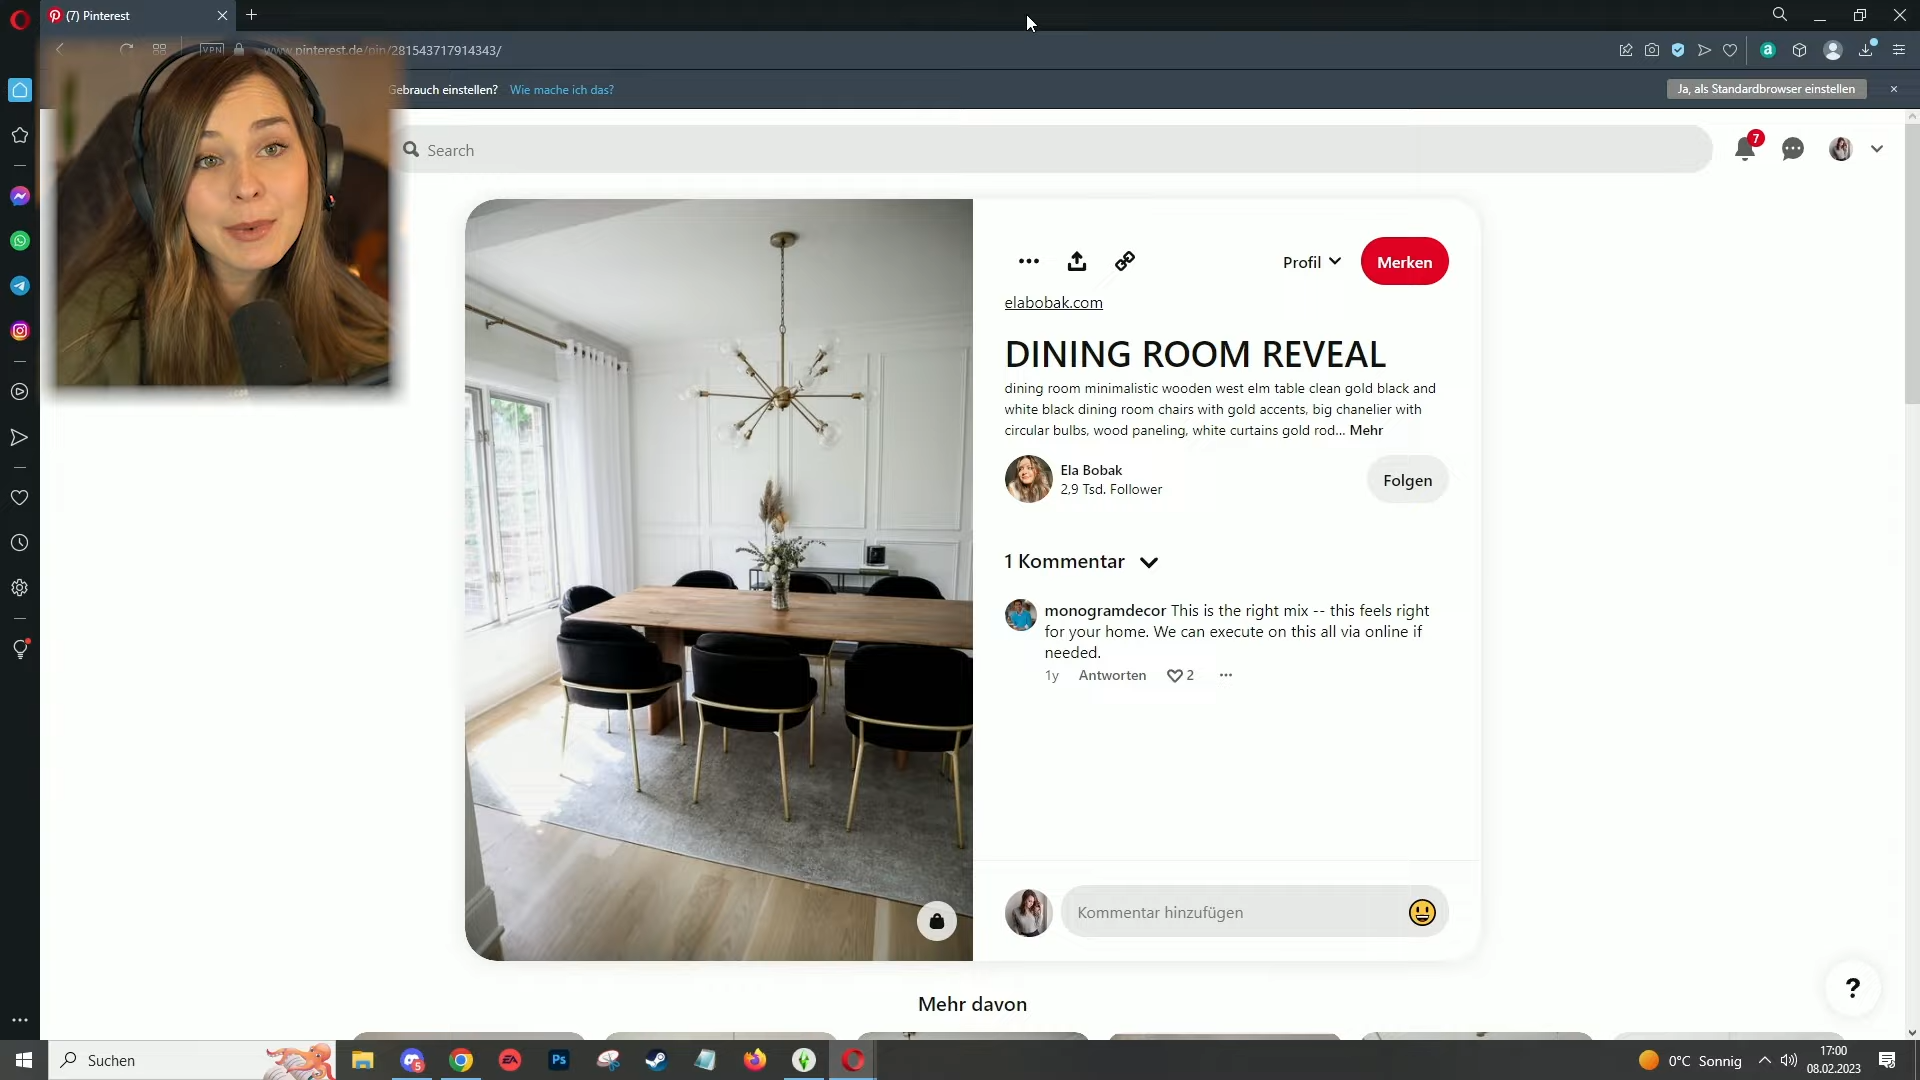 (7) Pinterest
VPN
www.pinterest.de/pin/281543717914343/
Gebrauch einstellen? Wie mache ich das?
Ja, als Standardbrowser einstellen
Search
7
Profil
Merken
elabobak.com
DINING ROOM REVEAL
dining room minimalistic wooden west elm table clean gold black and
white black dining room chairs with gold accents, big chanelier with
circular bulbs, wood paneling, white curtains gold rod... Mehr
Ela Bobak
2,9 Tsd. Follower
Folgen
1 Kommentar
monogramdecor This is the right mix -- this feels right
for your home. We can execute on this all via online if
needed.
1y Antworten 2
Kommentar hinzufügen
?
Mehr davon
Suchen
5
EA
Ps
0°C Sonnig
17:00
08.02.2023